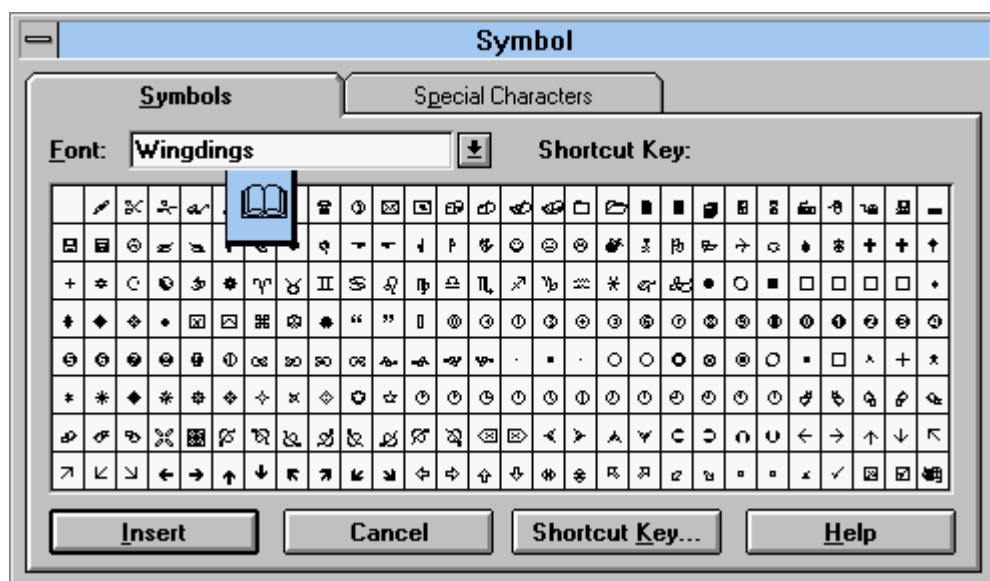 Symbol
Symbols Special Characters
Font: Wingdings Shortcut Key:
Insert Cancel Shortcut Key... Help